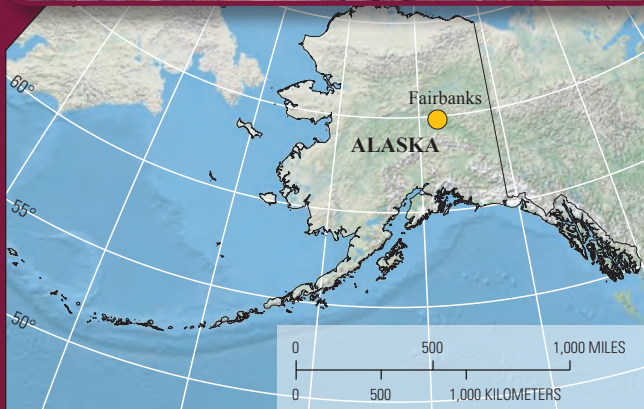 60°
Fairbanks
ALASKA
55°
50°
0 500 1,000 MILES
0 500 1,000 KILOMETERS